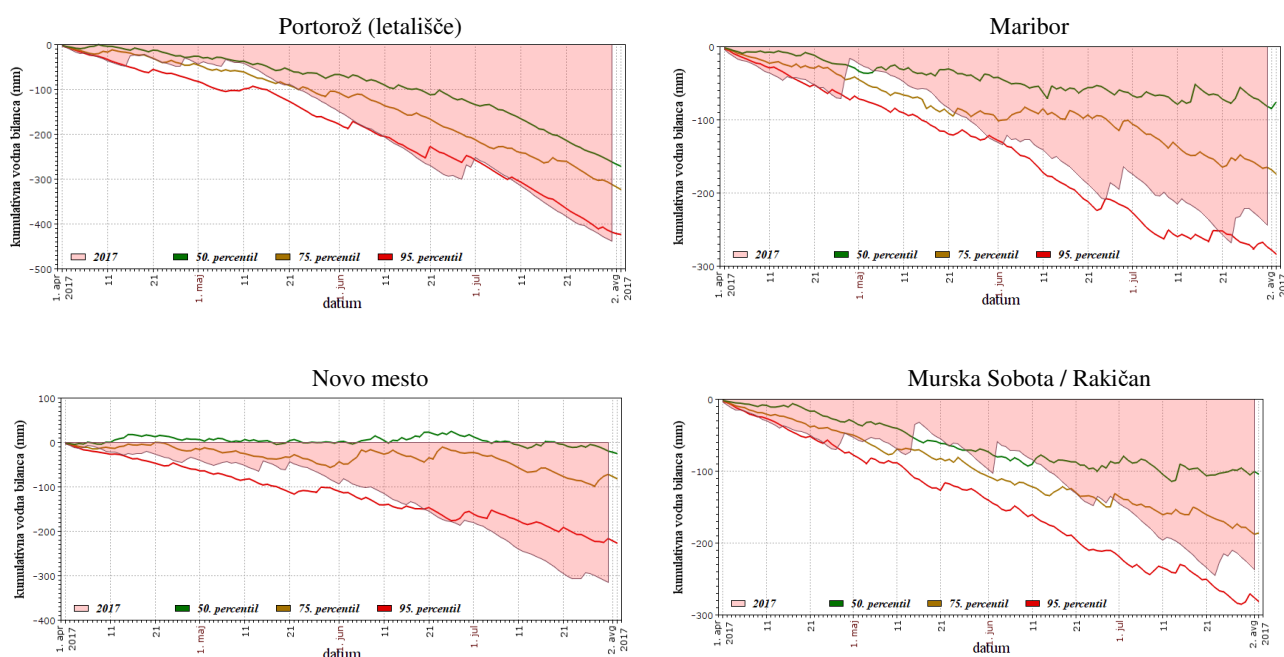 Portorož (letališče)
kumulativna vodna bilanca (mm)
0
−100
−200
−300
−400
−500
2017
50. percentil
75. percentil
95. percentil
1. apr
2017
11
21
1. maj
11
21
1. jun
11
21
1. jul
11
21
2. avg
2017
datum
Maribor
kumulativna vodna bilanca (mm)
0
−100
−200
−300
2017
50. percentil
75. percentil
95. percentil
1. apr
2017
11
21
1. maj
11
21
1. jun
11
21
1. jul
11
21
2. avg
2017
datum
Novo mesto
kumulativna vodna bilanca (mm)
100
0
−100
−200
−300
−400
2017
50. percentil
75. percentil
95. percentil
1. apr
2017
11
21
1. maj
11
21
1. jun
11
21
1. jul
11
21
2. avg
2017
datum
Murska Sobota / Rakičan
kumulativna vodna bilanca (mm)
0
−100
−200
−300
2017
50. percentil
75. percentil
95. percentil
1. apr
2017
11
21
1. maj
11
21
1. jun
11
21
1. jul
11
21
2. avg
2017
datum